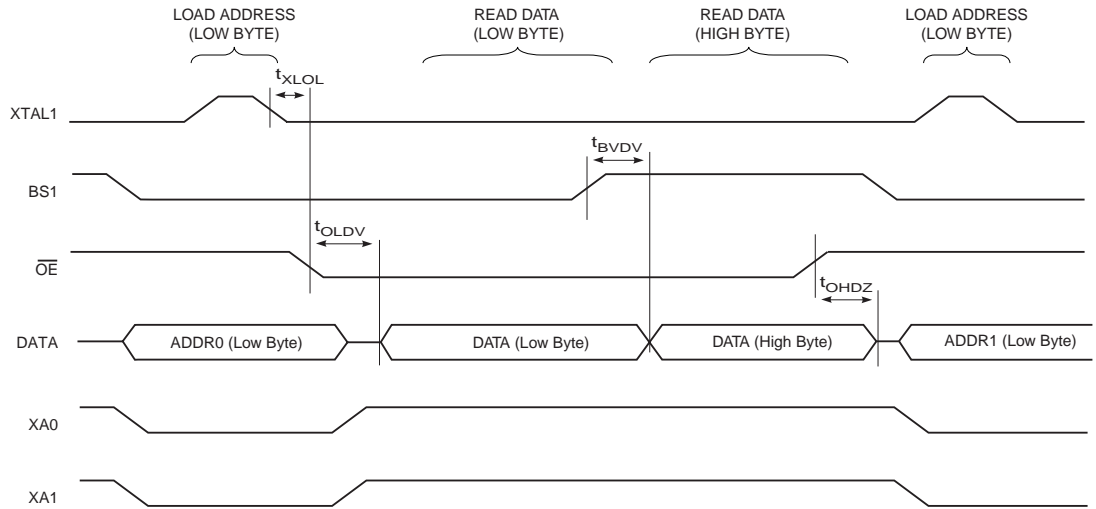 LOAD ADDRESS
(LOW BYTE)
READ DATA
(LOW BYTE)
READ DATA
(HIGH BYTE)
LOAD ADDRESS
(LOW BYTE)
tXLOL
XTAL1
tBVDV
BS1
tOLDV
OE
tOHDZ
DATA
ADDR0 (Low Byte)
DATA (Low Byte)
DATA (High Byte)
ADDR1 (Low Byte)
XA0
XA1